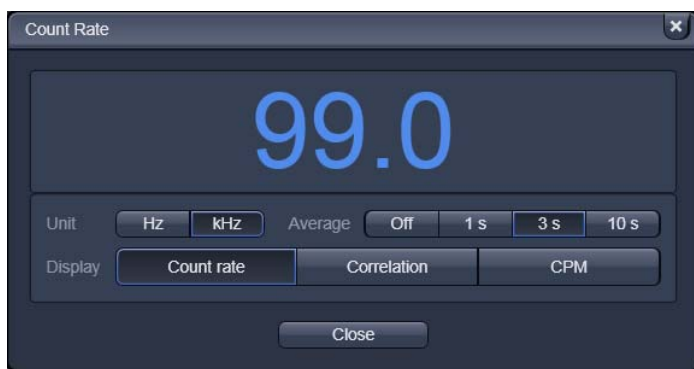 Count Rate
99.0
Unit Hz kHz Average Off 1 s 3 s 10 s
Display Count rate Correlation CPM
Close